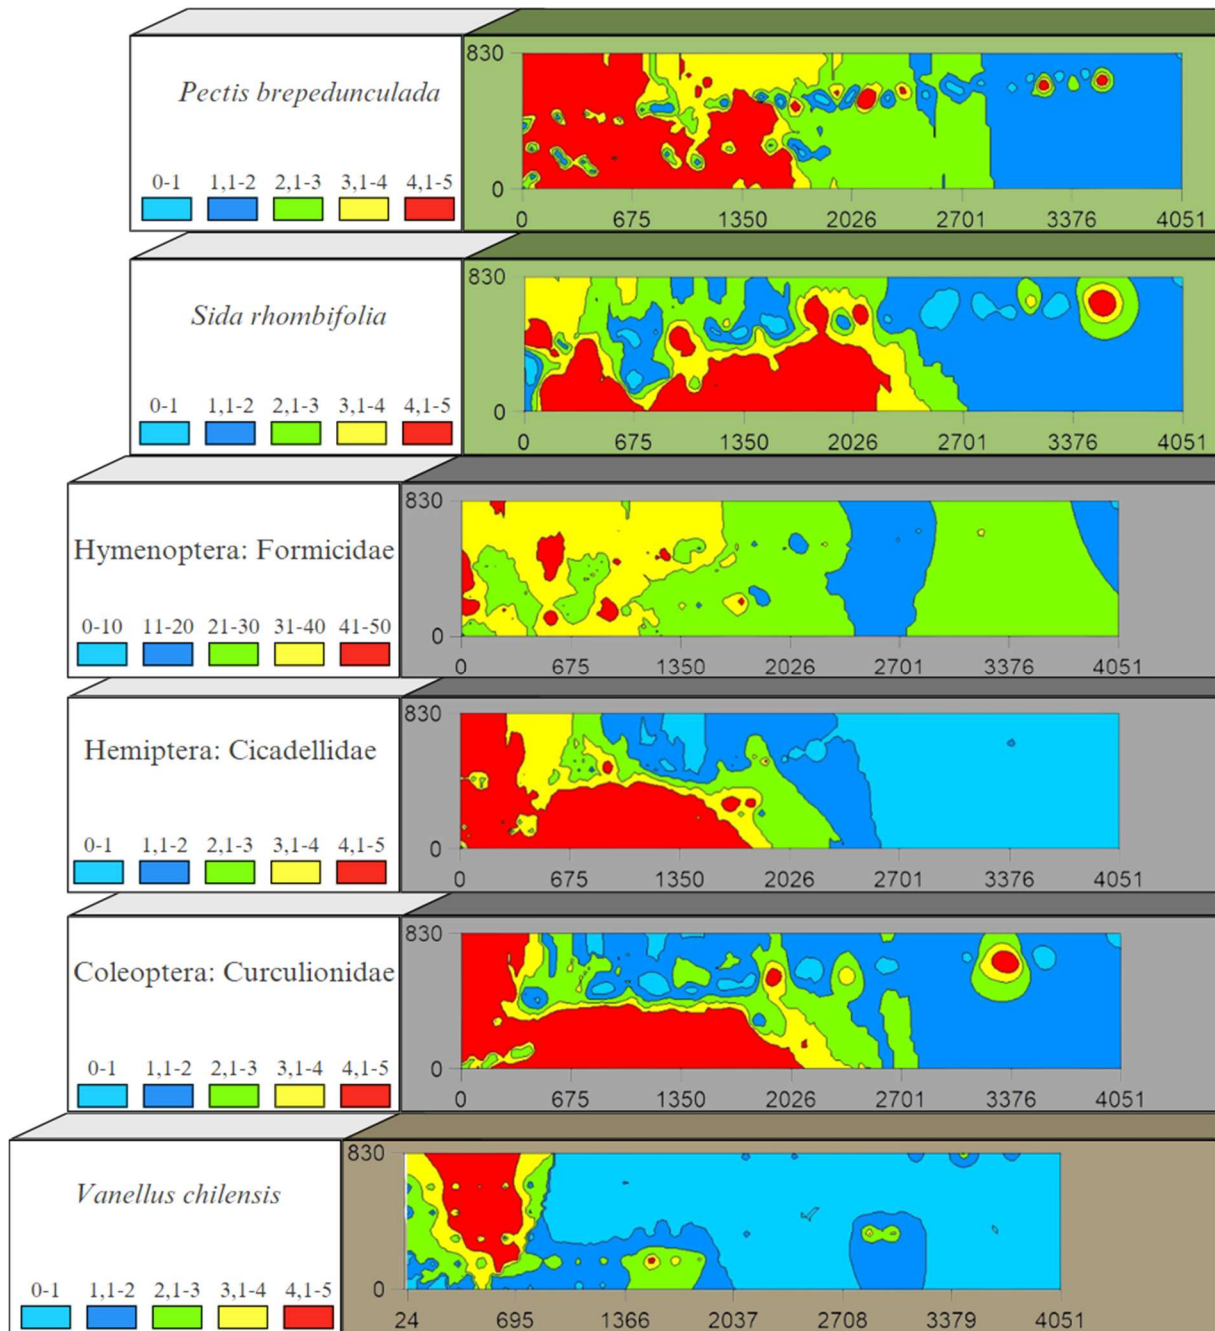 830
Pectis brepedunculada
0-1 1,1-2 2,1-3 3,1-4 4,1-5
0
0 675 1350 2026 2701 3376 4051
830
Sida rhombifolia
0-1 1,1-2 2,1-3 3,1-4 4,1-5
0
0 675 1350 2026 2701 3376 4051
830
Hymenoptera: Formicidae
0-10 11-20 21-30 31-40 41-50
0
0 675 1350 2026 2701 3376 4051
830
Hemiptera: Cicadellidae
0-1 1,1-2 2,1-3 3,1-4 4,1-5
0
0 675 1350 2026 2701 3376 4051
830
Coleoptera: Curculionidae
0-1 1,1-2 2,1-3 3,1-4 4,1-5
0
0 675 1350 2026 2701 3376 4051
830
Vanellus chilensis
0-1 1,1-2 2,1-3 3,1-4 4,1-5
0
24 695 1366 2037 2708 3379 4051